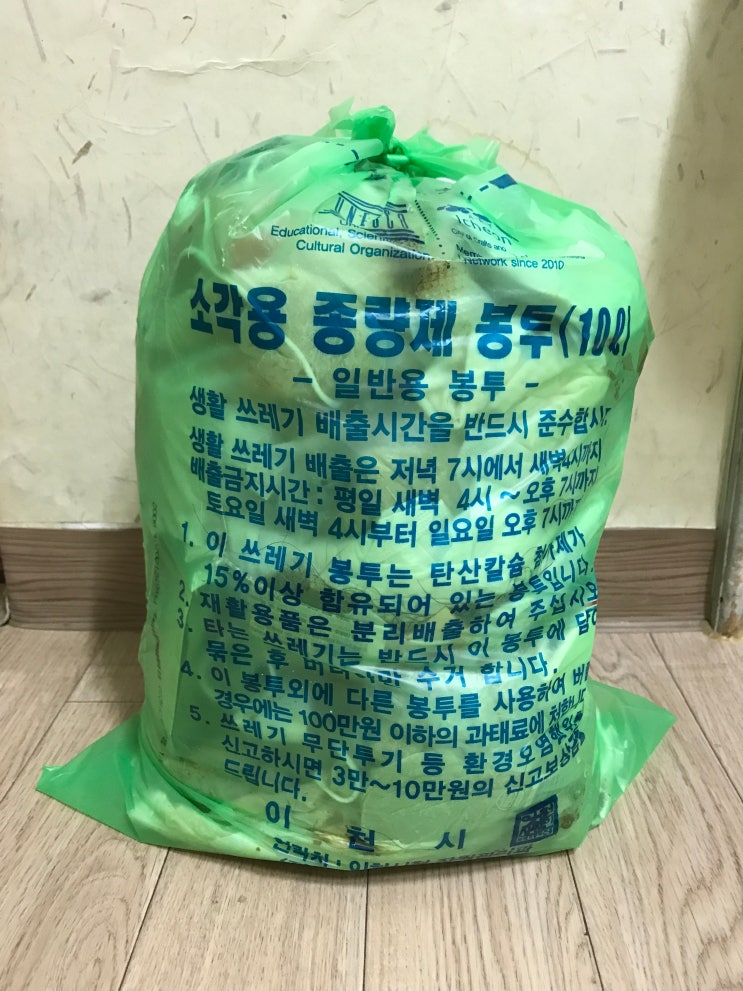 Educational,
Cultural Organization
Icheon
Network since 2010
소각용 종량제 봉투(10ℓ)
- 일반용 봉투 -
생활 쓰레기 배출시간을 반드시 준수합시
생활 쓰레기 배출은 저녁 7시에서 새벽4시까지
배출금지시간 : 평일 새벽 4시 ~ 오후 7시까지
토요일 새벽 4시부터 일요일 오후 7시까지
1. 이 쓰레기 봉투는 탄산칼슘 첨가제가
15%이상 함유되어 있는 봉투입니다.
2. 재활용품은 분리배출하여 주십시오
3. 타는 쓰레기는 반드시 이 봉투에 담아
묶은 후 수거 합니다.
4. 이 봉투외에 다른 봉투를 사용하여 버릴
경우에는 100만원 이하의 과태료에
5. 쓰레기 무단투기 등
신고하시면 3만~10만원의 신고보상금
드립니다.
이 천 시